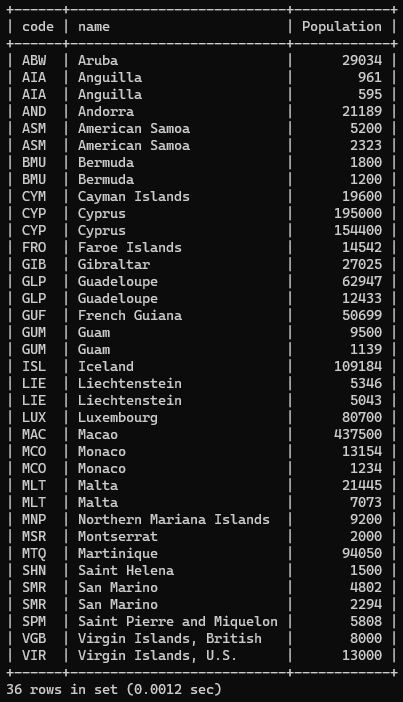 +------+---------------------------+------------+
| code | name                      | Population |
+------+---------------------------+------------+
| ABW  | Aruba                     |      29034 |
| AIA  | Anguilla                  |        961 |
| AIA  | Anguilla                  |        595 |
| AND  | Andorra                   |      21189 |
| ASM  | American Samoa            |       5200 |
| ASM  | American Samoa            |       2323 |
| BMU  | Bermuda                   |       1800 |
| BMU  | Bermuda                   |       1200 |
| CYM  | Cayman Islands            |      19600 |
| CYP  | Cyprus                    |     195000 |
| CYP  | Cyprus                    |     154400 |
| FRO  | Faroe Islands             |      14542 |
| GIB  | Gibraltar                 |      27025 |
| GLP  | Guadeloupe                |      62947 |
| GLP  | Guadeloupe                |      12433 |
| GUF  | French Guiana             |      50699 |
| GUM  | Guam                      |       9500 |
| GUM  | Guam                      |       1139 |
| ISL  | Iceland                   |     109184 |
| LIE  | Liechtenstein             |       5346 |
| LIE  | Liechtenstein             |       5043 |
| LUX  | Luxembourg                |      80700 |
| MAC  | Macao                     |     437500 |
| MCO  | Monaco                    |      13154 |
| MCO  | Monaco                    |       1234 |
| MLT  | Malta                     |      21445 |
| MLT  | Malta                     |       7073 |
| MNP  | Northern Mariana Islands  |       9200 |
| MSR  | Montserrat                |       2000 |
| MTQ  | Martinique                |      94050 |
| SHN  | Saint Helena              |       1500 |
| SMR  | San Marino                |       4802 |
| SMR  | San Marino                |       2294 |
| SPM  | Saint Pierre and Miquelon |       5808 |
| VGB  | Virgin Islands, British   |       8000 |
| VIR  | Virgin Islands, U.S.      |      13000 |
+------+---------------------------+------------+
36 rows in set (0.0012 sec)